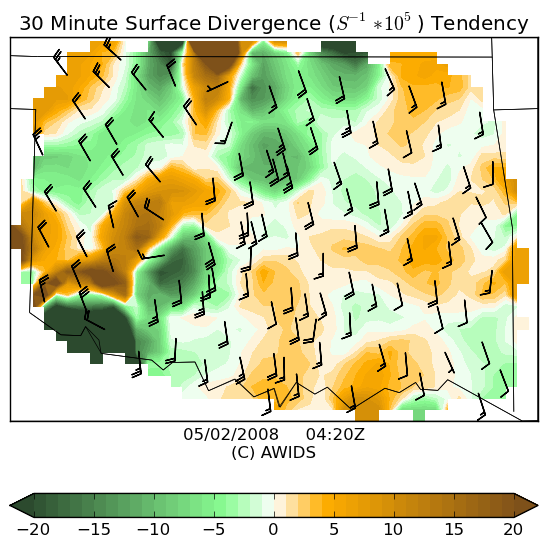 30 Minute Surface Divergence (S⁻¹ ∗10⁵ ) Tendency
05/02/2008 04:20Z
(C) AWIDS
−20 −15 −10 −5 0 5 10 15 20